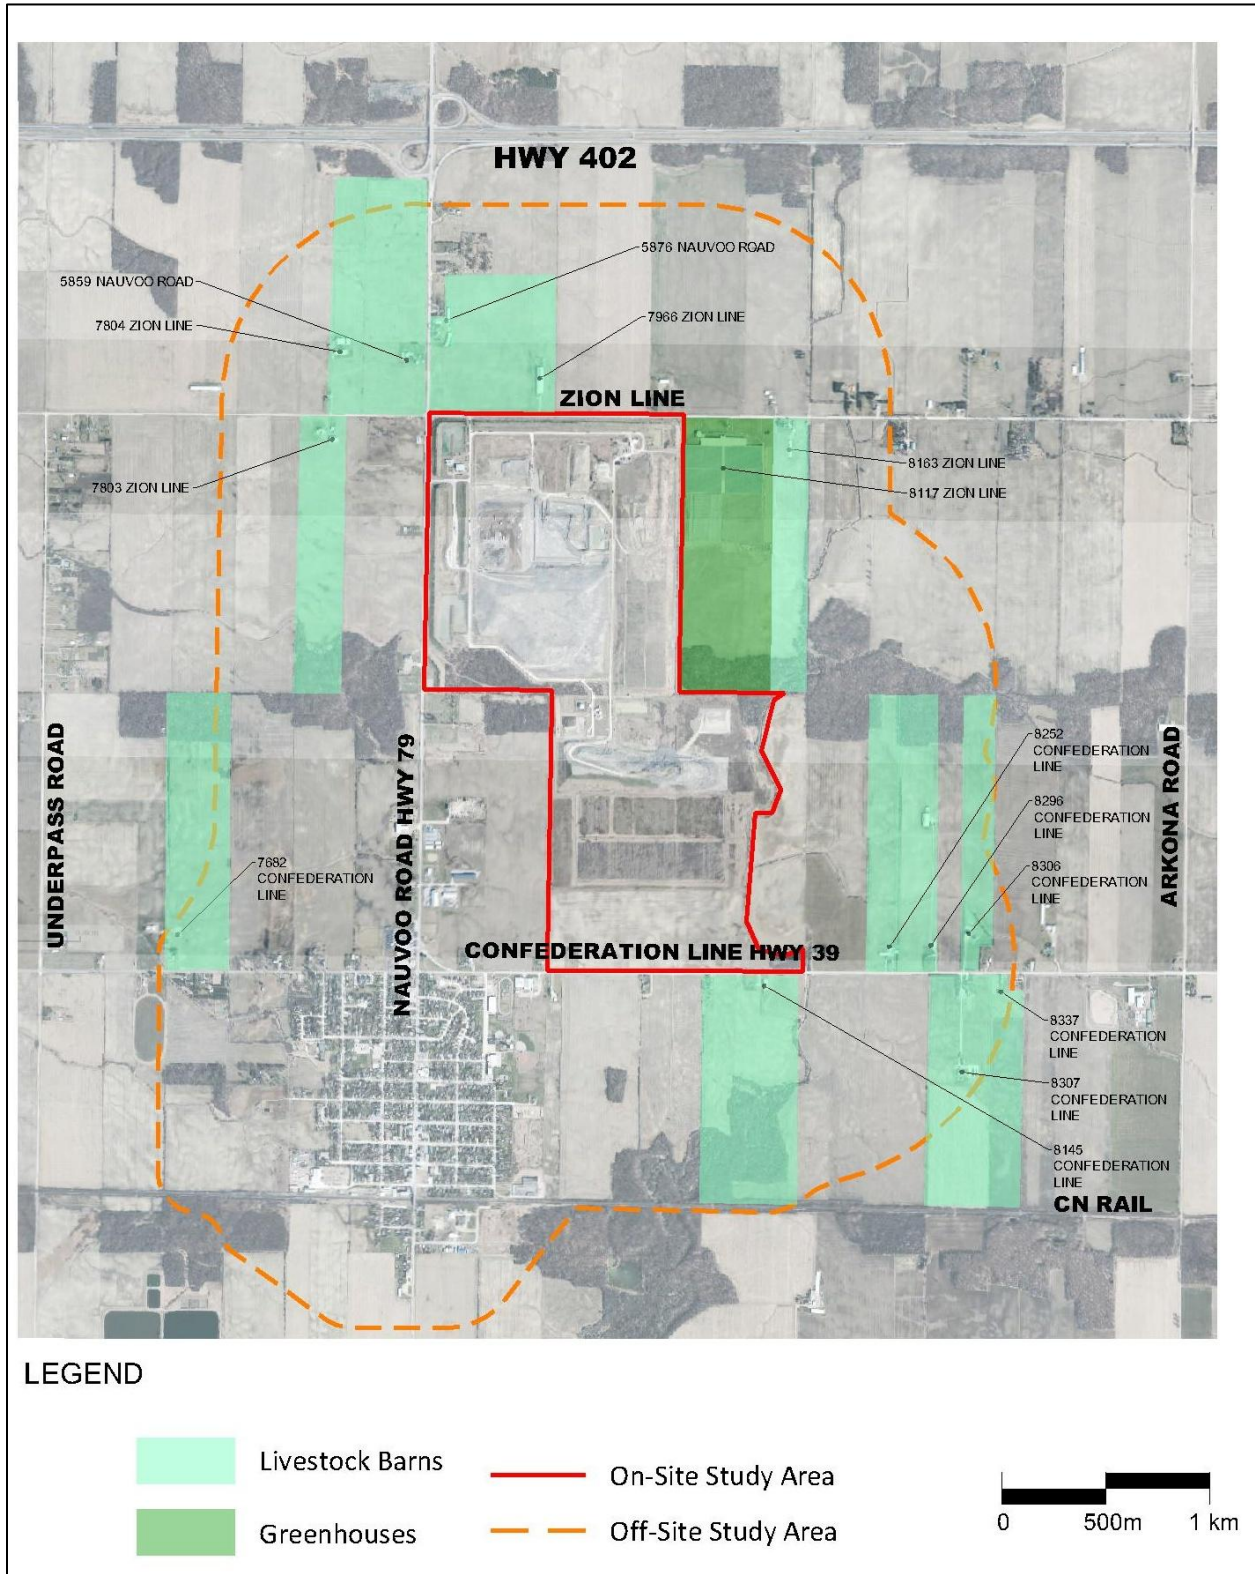 HWY 402
5876 NAUVOO ROAD
5859 NAUVOO ROAD
7804 ZION LINE
7966 ZION LINE
ZION LINE
8163 ZION LINE
7803 ZION LINE
8117 ZION LINE
UNDERPASS ROAD
NAUVOO ROAD HWY 79
ARKONA ROAD
8252
CONFEDERATION
LINE
8296
CONFEDERATION
LINE
7682
CONFEDERATION
LINE
8306
CONFEDERATION
LINE
CONFEDERATION LINE HWY 39
8337
CONFEDERATION
LINE
8307
CONFEDERATION
LINE
8145
CONFEDERATION
LINE
CN RAIL
LEGEND
Livestock Barns
On-Site Study Area
Greenhouses
Off-Site Study Area
0 500m 1 km